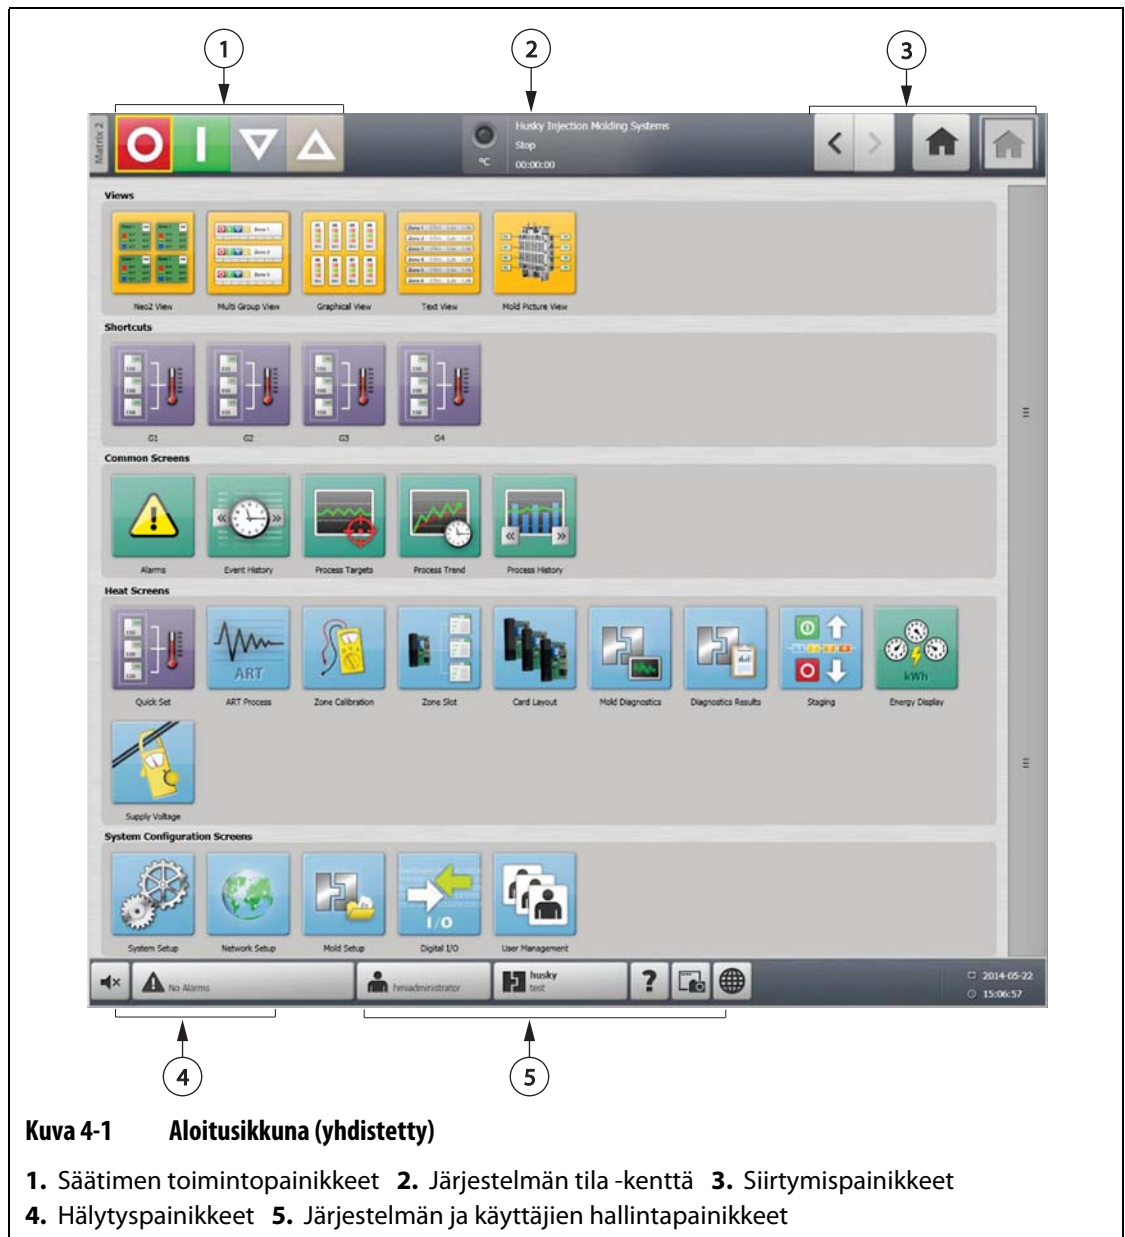 1 2 3
Matrix 2
Husky Injection Molding Systems
Stop
°C 00:00:00
Views
Neo2 View Multi Group View Graphical View Text View Mold Picture View
Shortcuts
G1 G2 G3 G4
Common Screens
Alarms Event History Process Targets Process Trend Process History
Heat Screens
ART kWh
Quick Set ART Process Zone Calibration Zone Slot Card Layout Mold Diagnostics Diagnostics Results Staging Energy Display
Supply Voltage
System Configuration Screens
I/O
System Setup Network Setup Mold Setup Digital I/O User Management
No Alarms hmiadministrator husky test ? 2014-05-22
15:06:57
4 5
Kuva 4-1 Aloitusikkuna (yhdistetty)
1. Säätimen toimintopainikkeet 2. Järjestelmän tila -kenttä 3. Siirtymispainikkeet
4. Hälytyspainikkeet 5. Järjestelmän ja käyttäjien hallintapainikkeet